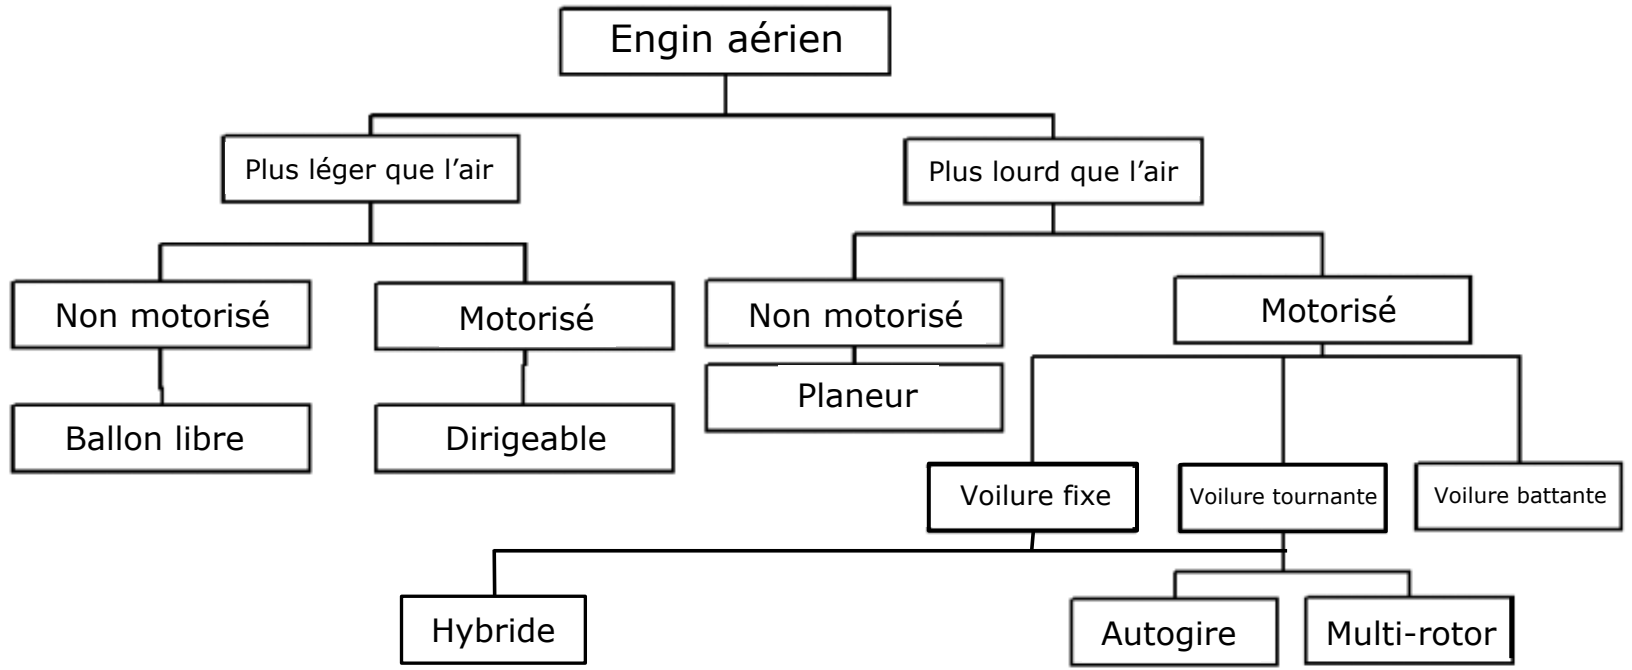 Engin aérien
Plus léger que l’air
Plus lourd que l’air
Non motorisé
Motorisé
Non motorisé
Motorisé
Planeur
Ballon libre
Dirigeable
Voilure fixe
Voilure tournante
Voilure battante
Hybride
Autogire
Multi-rotor